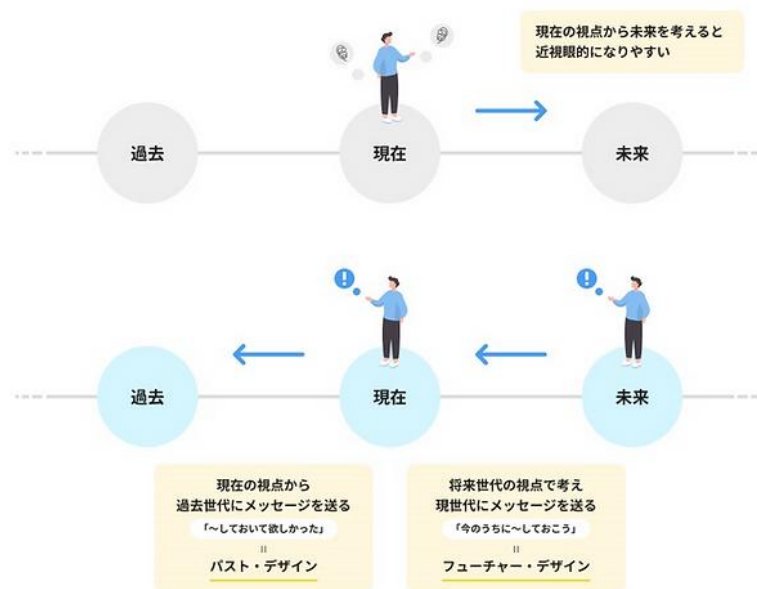 現在の視点から未来を考えると
近視眼的になりやすい
過去
現在
未来
過去
現在
未来
現在の視点から
過去世代にメッセージを送る
「〜しておいて欲しかった」
=
パスト・デザイン
将来世代の視点で考え
現世代にメッセージを送る
「今のうちに〜しておこう」
=
フューチャー・デザイン